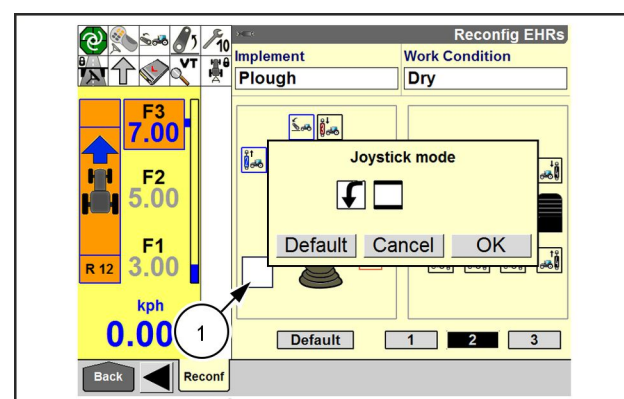 Reconfig EHRs
5
10
VT
Implement
Work Condition
Plough
Dry
F3
7.00
F2
5.00
F1
3.00
R 12
kph
0.00
Joystick mode
Default
Cancel
OK
1
Default
1
2
3
Back
Reconf